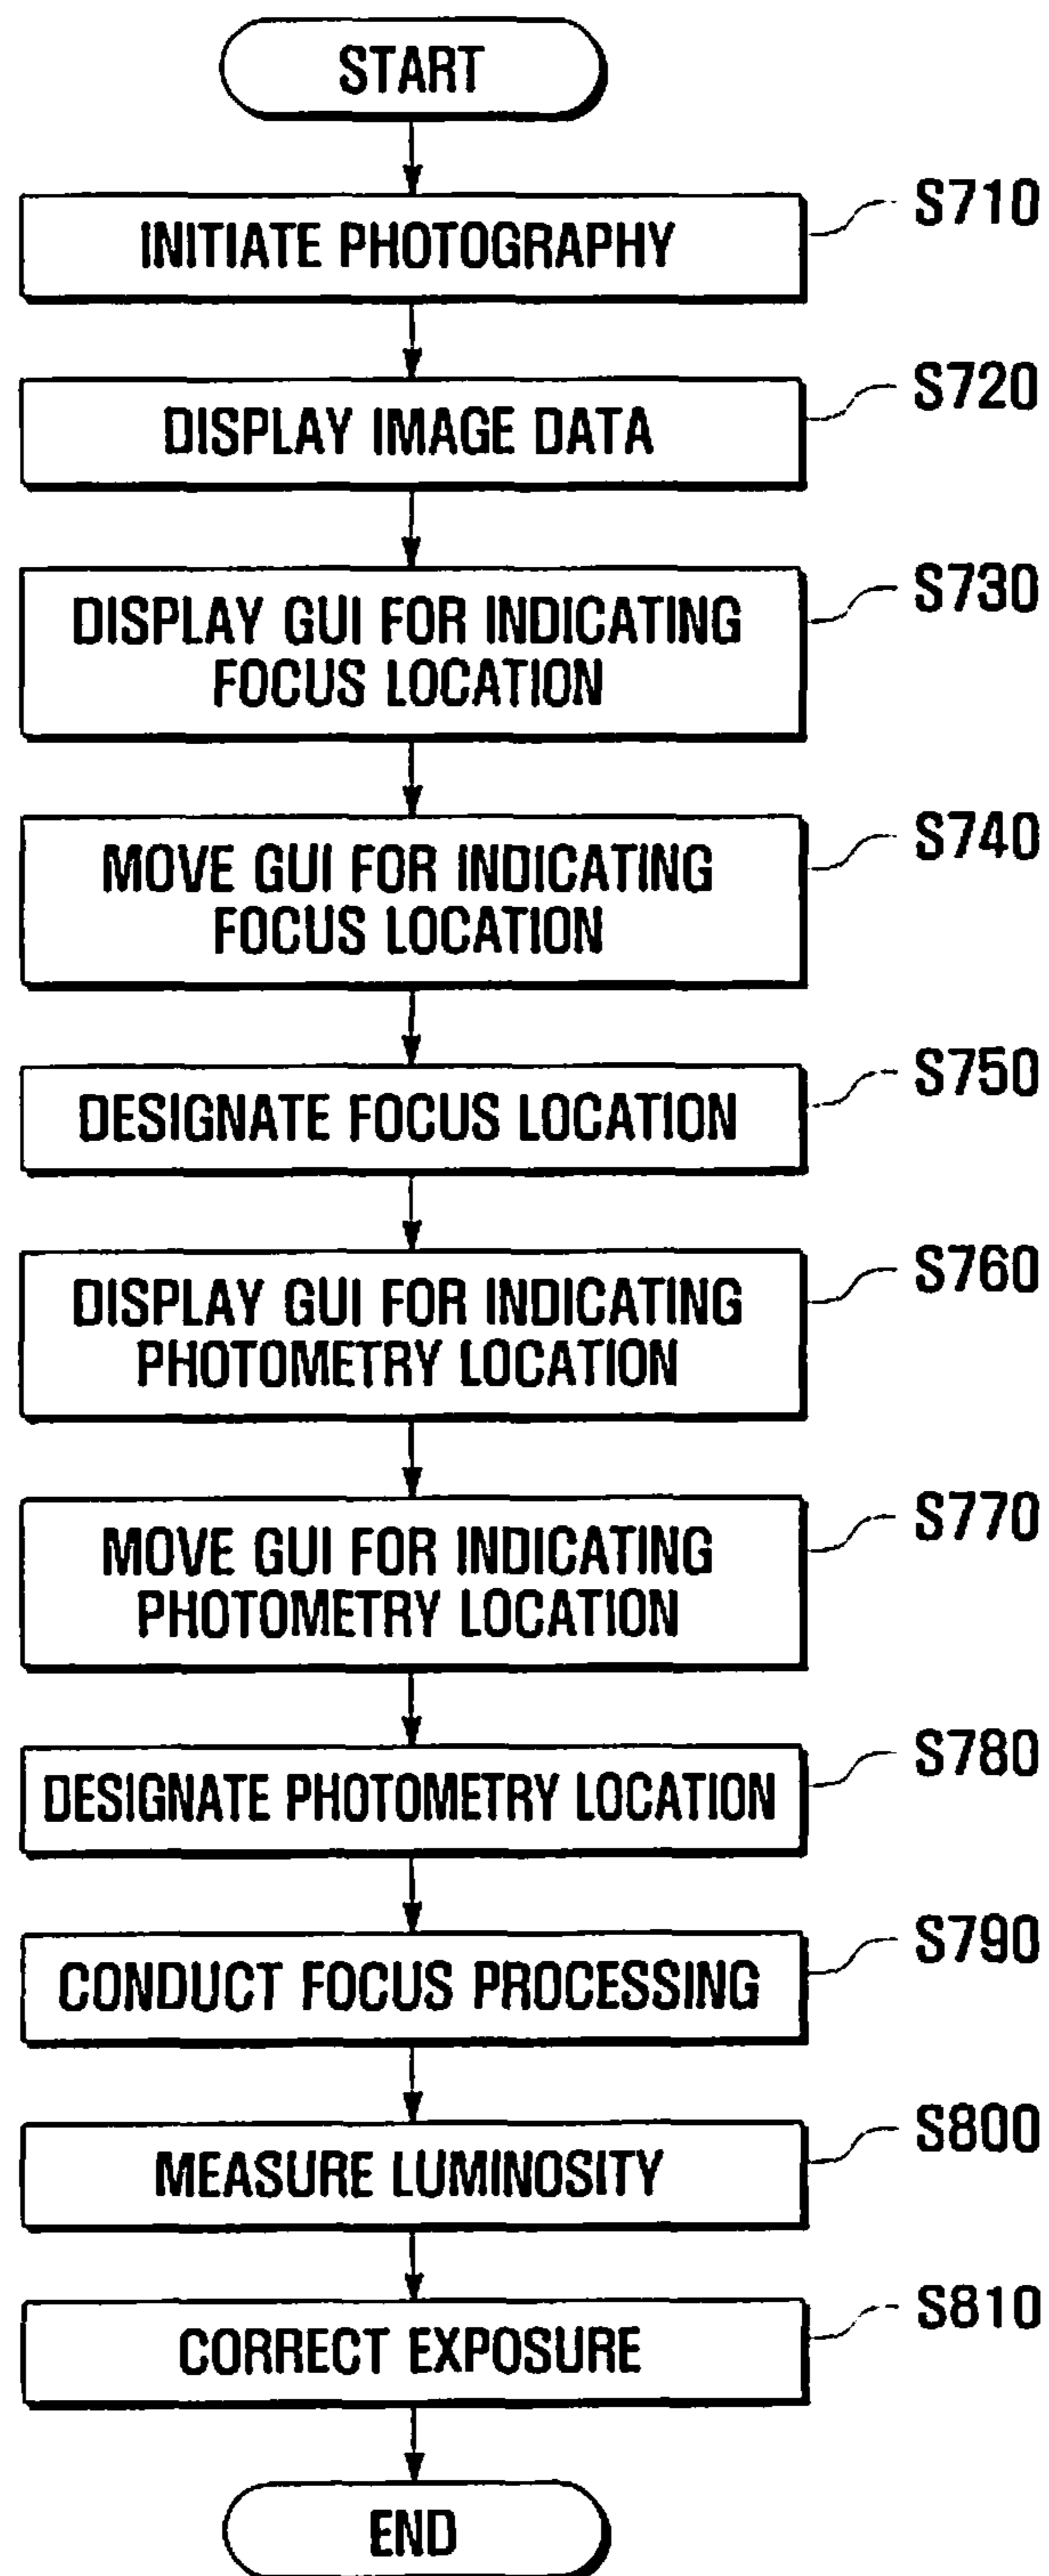 START
INITIATE PHOTOGRAPHY
S710
DISPLAY IMAGE DATA
S720
DISPLAY GUI FOR INDICATING
FOCUS LOCATION
S730
MOVE GUI FOR INDICATING
FOCUS LOCATION
S740
DESIGNATE FOCUS LOCATION
S750
DISPLAY GUI FOR INDICATING
PHOTOMETRY LOCATION
S760
MOVE GUI FOR INDICATING
PHOTOMETRY LOCATION
S770
DESIGNATE PHOTOMETRY LOCATION
S780
CONDUCT FOCUS PROCESSING
S790
MEASURE LUMINOSITY
S800
CORRECT EXPOSURE
S810
END